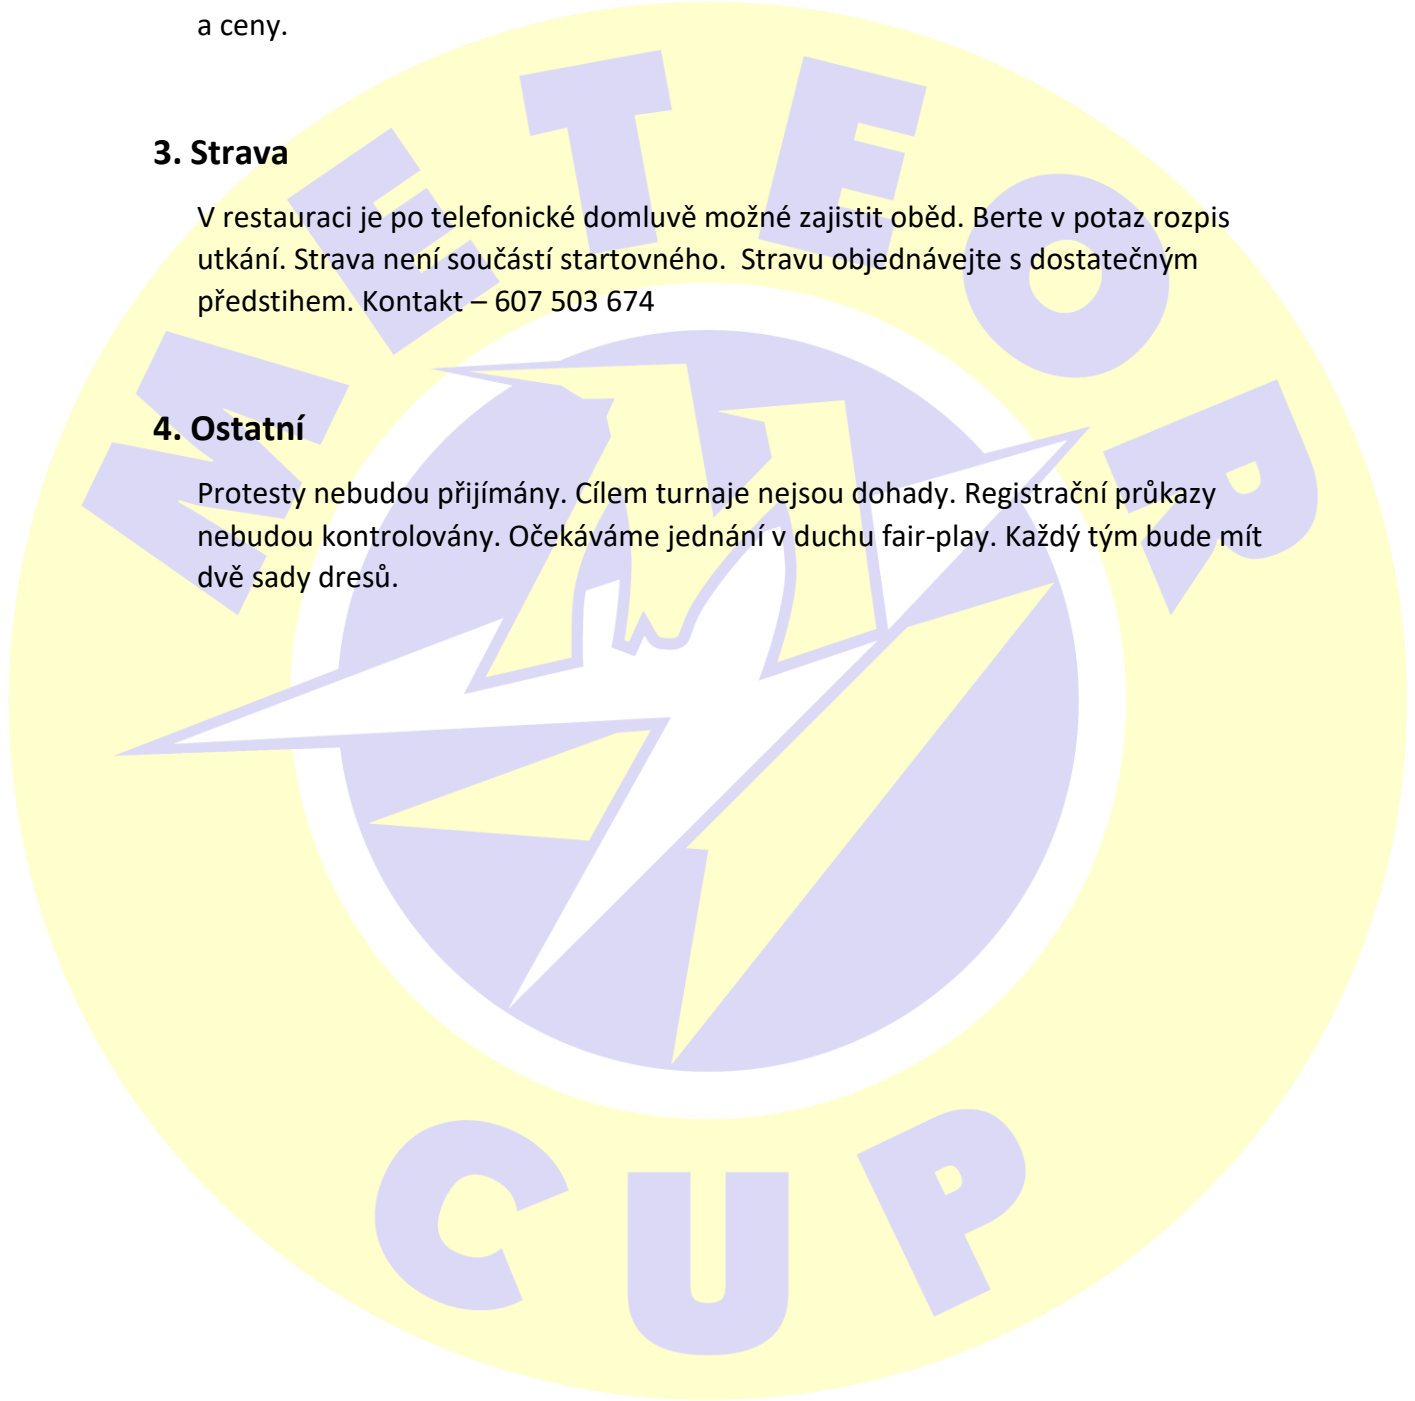 a ceny.
3. Strava
V restauraci je po telefonické domluvě možné zajistit oběd. Berte v potaz rozpis
utkání. Strava není součástí startovného.  Stravu objednávejte s dostatečným
předstihem. Kontakt – 607 503 674
4. Ostatní
Protesty nebudou přijímány. Cílem turnaje nejsou dohady. Registrační průkazy
nebudou kontrolovány. Očekáváme jednání v duchu fair-play. Každý tým bude mít
dvě sady dresů.
METEOR
CUP